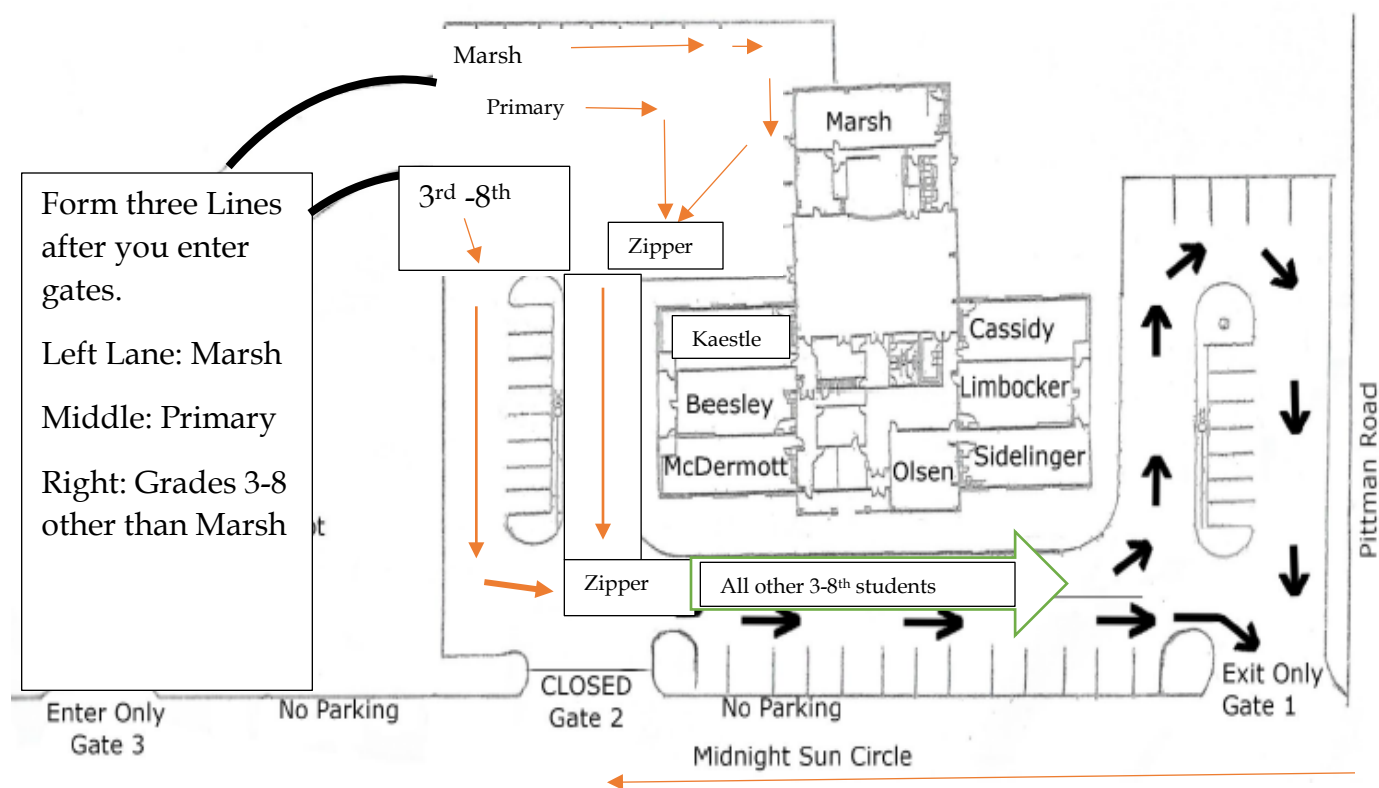 Marsh
Primary
Form three Lines
after you enter
gates.
Left Lane: Marsh
Middle: Primary
Right: Grades 3-8
other than Marsh
3rd -8th
Zipper
Marsh
Kaestle
Beesley
McDermott
Cassidy
Limbocker
Sidelinger
Olsen
ot
Zipper
All other 3-8th students
Pittman Road
Enter Only
Gate 3
No Parking
CLOSED
Gate 2
No Parking
Exit Only
Gate 1
Midnight Sun Circle